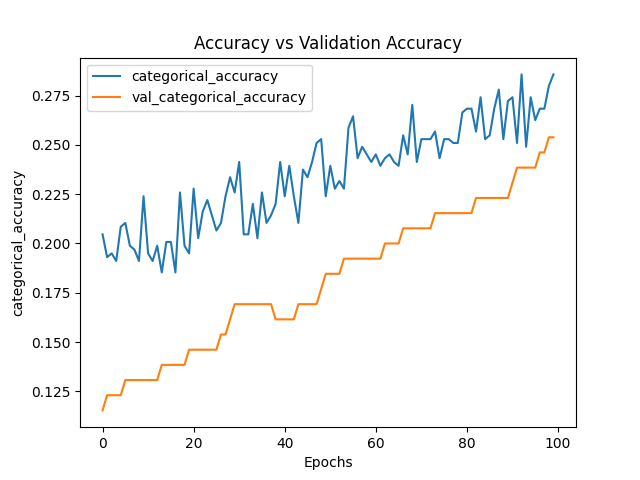 Accuracy vs Validation Accuracy
categorical_accuracy
val_categorical_accuracy
categorical_accuracy
0.275
0.250
0.225
0.200
0.175
0.150
0.125
0 20 40 60 80 100
Epochs